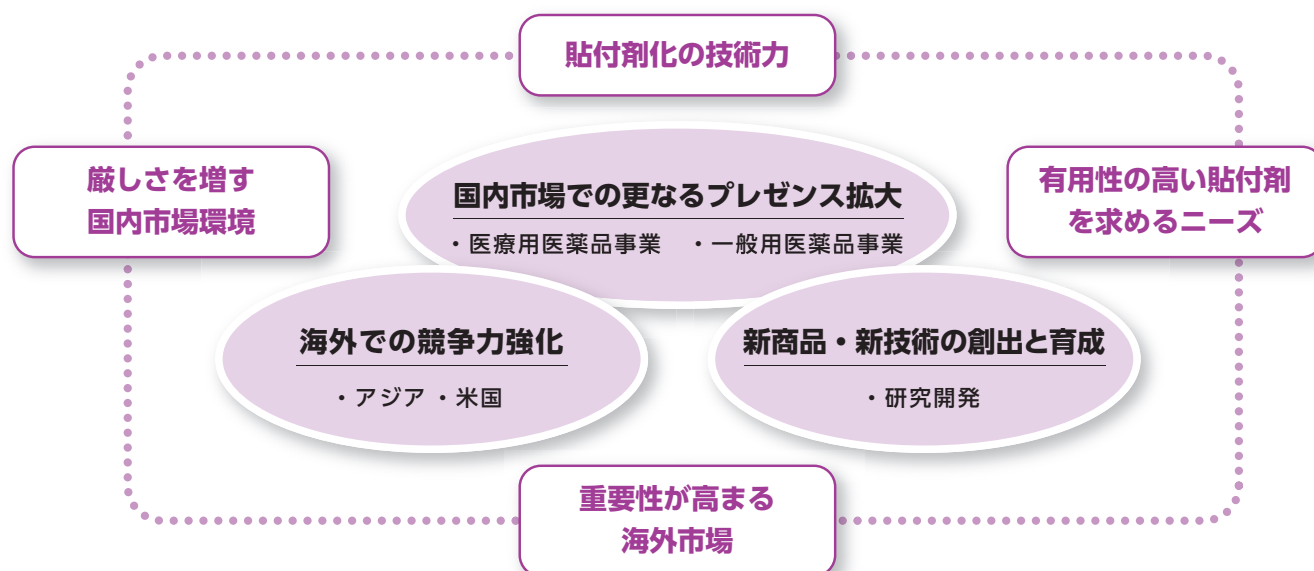 貼付剤化の技術力
厳しさを増す
国内市場環境
有用性の高い貼付剤
を求めるニーズ
国内市場での更なるプレゼンス拡大
・医療用医薬品事業 ・一般用医薬品事業
海外での競争力強化
・アジア ・米国
新商品・新技術の創出と育成
・研究開発
重要性が高まる
海外市場